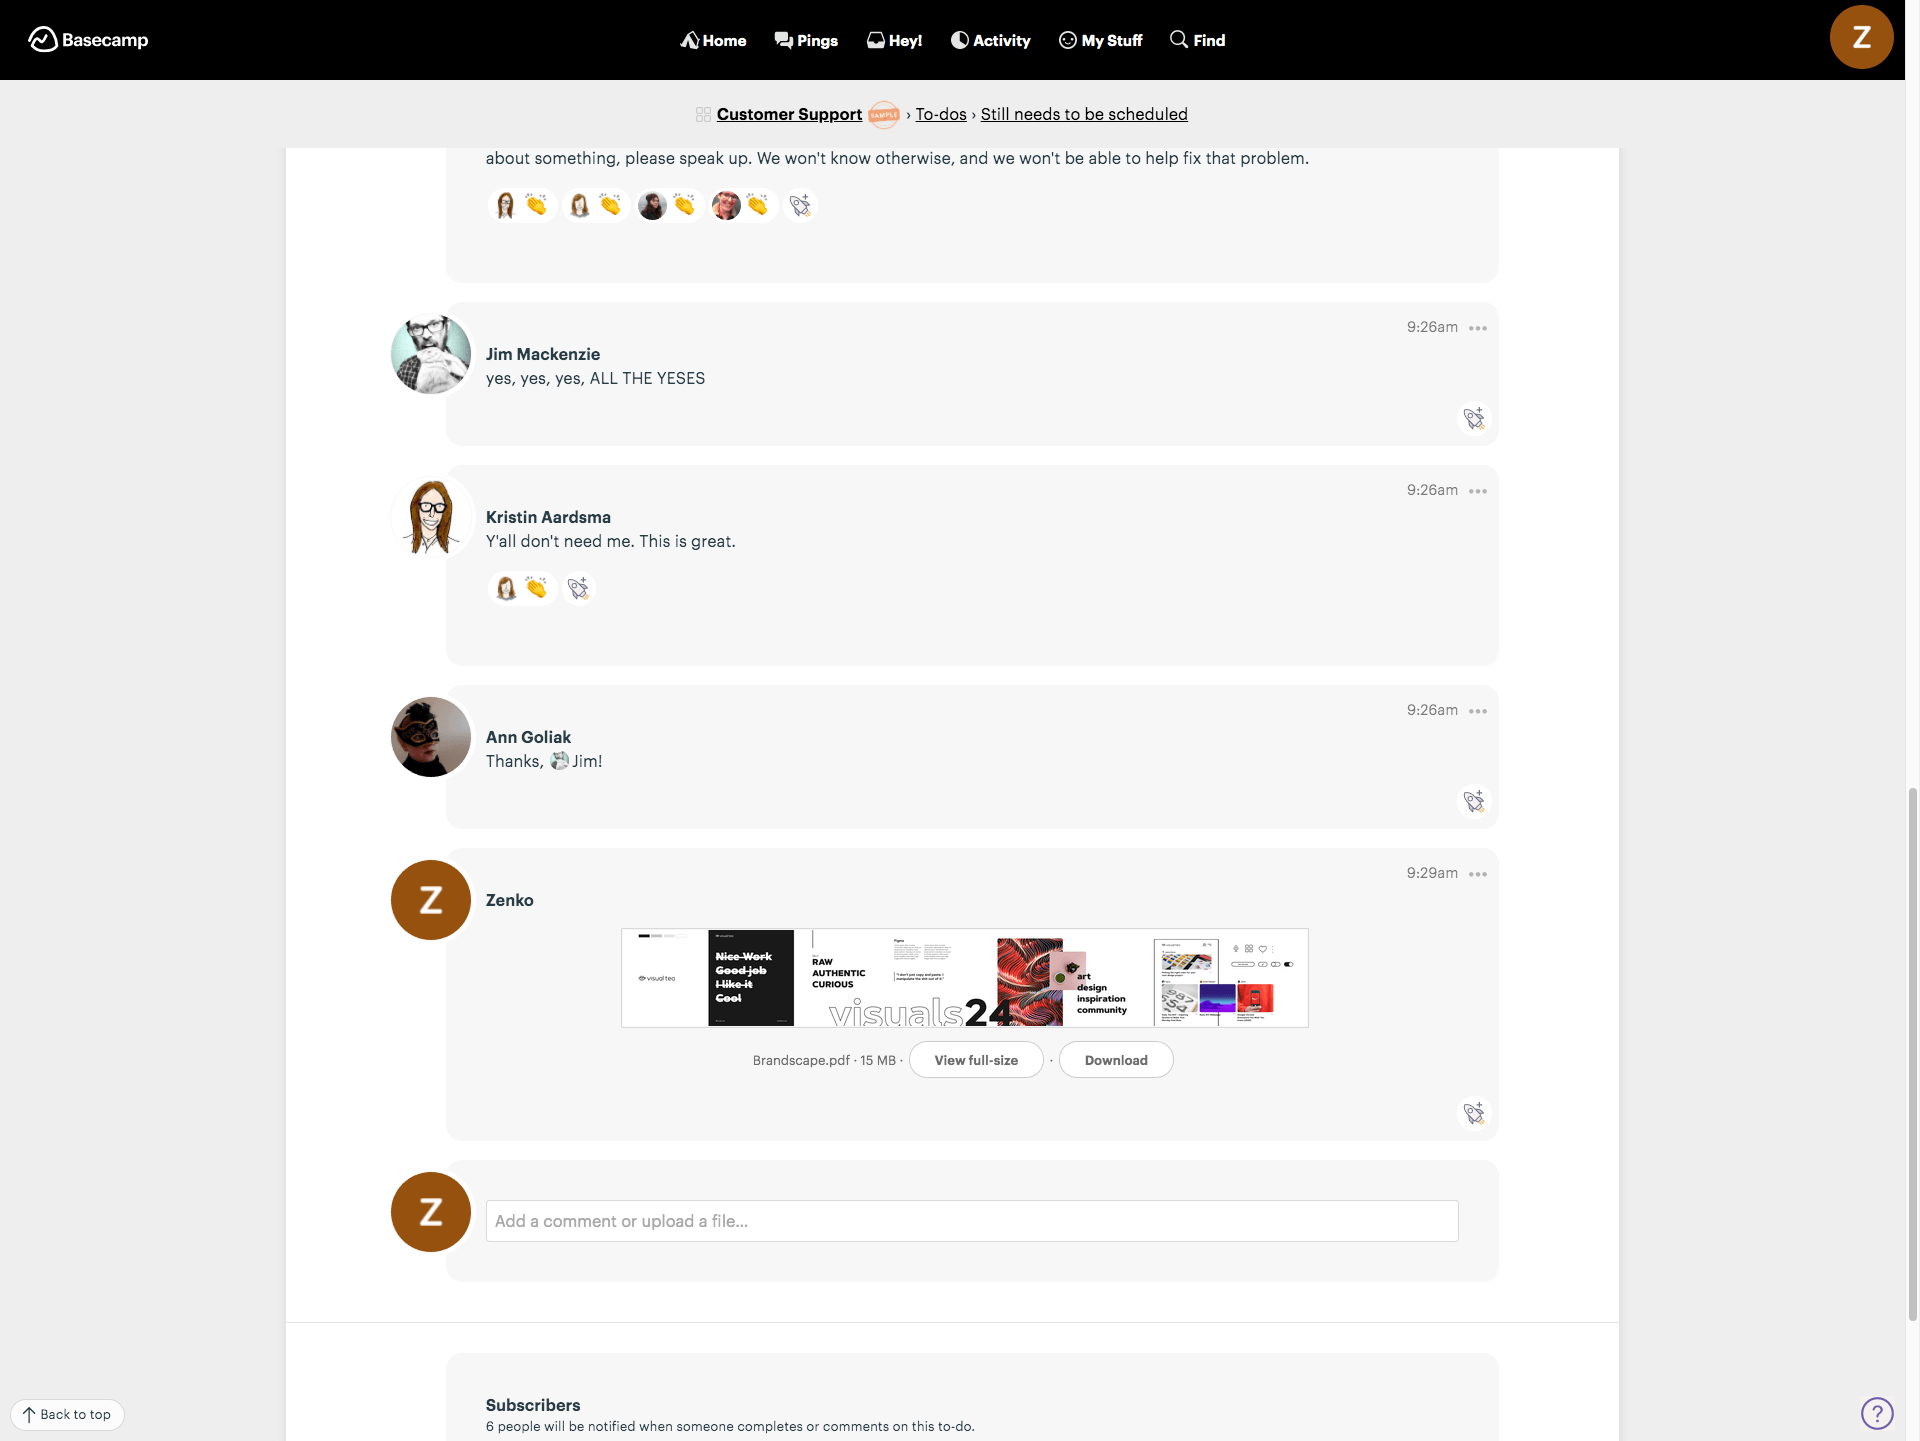 Basecamp
Home
Pings
Hey!
Activity
My Stuff
Find
Z
Customer Support SAMPLE › To-dos › Still needs to be scheduled
about something, please speak up. We won't know otherwise, and we won't be able to help fix that problem.
9:26am
Jim Mackenzie
yes, yes, yes, ALL THE YESES
9:26am
Kristin Aardsma
Y'all don't need me. This is great.
9:26am
Ann Goliak
Thanks, Jim!
9:29am
Z
Zenko
visual tea
Nice Work
Good job
I like it
Cool
RAW
AUTHENTIC
CURIOUS
visuals24
art
design
inspiration
community
Brandscape.pdf · 15 MB ·
View full-size
·
Download
Z
Add a comment or upload a file...
Subscribers
6 people will be notified when someone completes or comments on this to-do.
Back to top
?